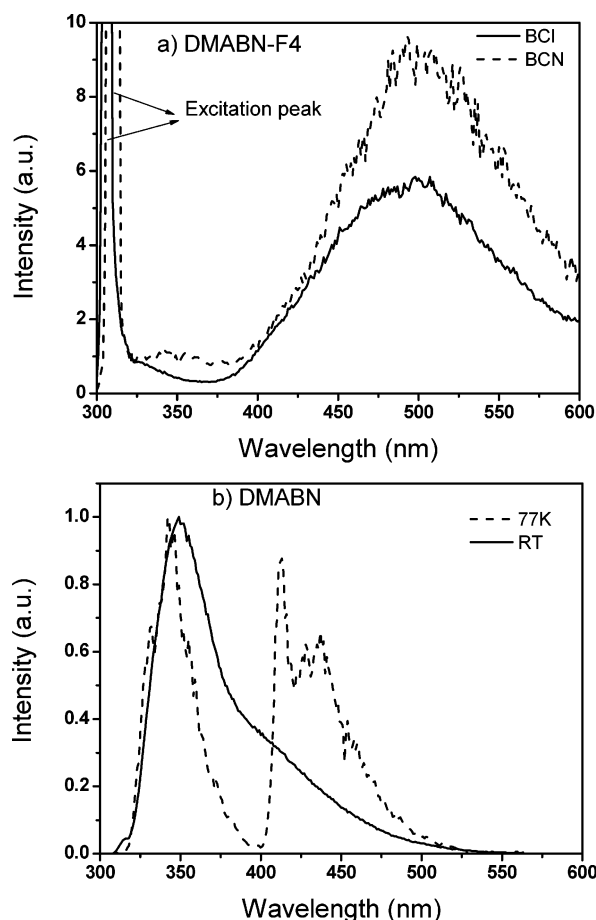 a) DMABN-F4
BCl
BCN
Excitation peak
Intensity (a.u.)
10
8
6
4
2
0
300 350 400 450 500 550 600
Wavelength (nm)
b) DMABN
77K
RT
Intensity (a.u.)
1.0
0.8
0.6
0.4
0.2
0.0
300 350 400 450 500 550 600
Wavelength (nm)